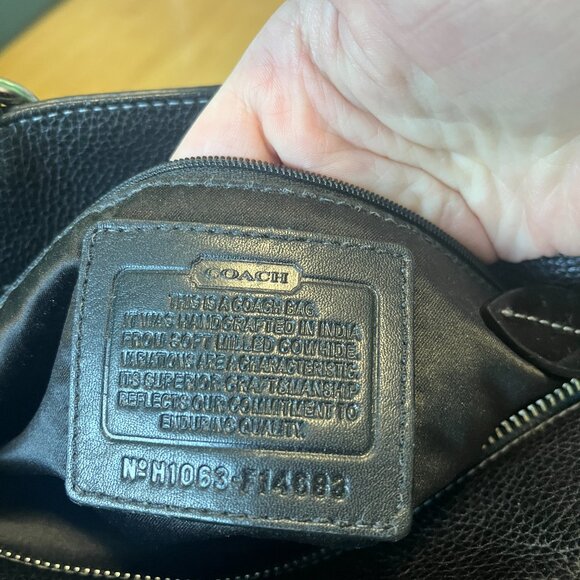 COACH
THIS IS A COACH BAG.
IT WAS HANDCRAFTED IN INDIA
FROM SOFT MILLED COWHIDE.
VARIATIONS ARE A CHARACTERISTIC.
ITS SUPERIOR CRAFTSMANSHIP
REFLECTS OUR COMMITMENT TO
ENDURING QUALITY.
Nº H1063-F14693